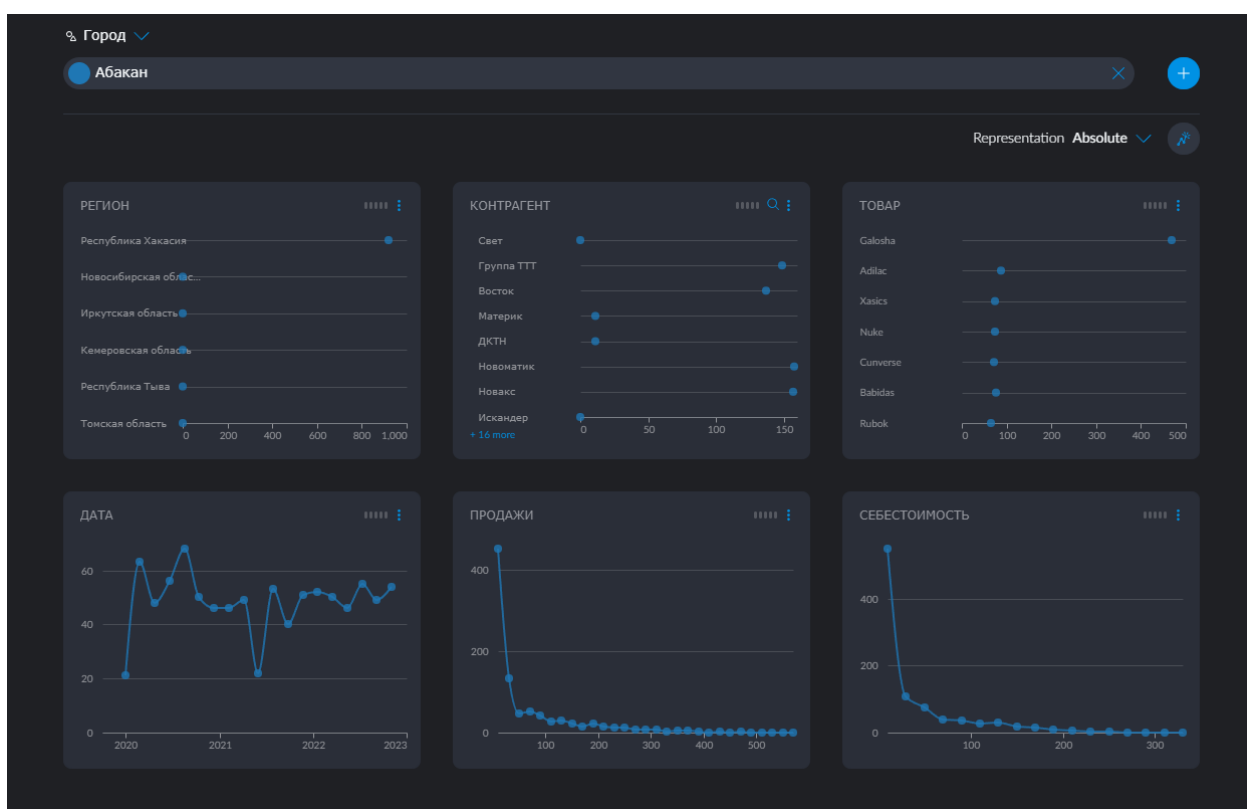 Город
Абакан
Representation Absolute
РЕГИОН
Республика Хакасия
Новосибирская облас...
Иркутская область
Кемеровская область
Республика Тыва
Томская область
0 200 400 600 800 1,000
КОНТРАГЕНТ
Свет
Группа ТТТ
Восток
Материк
ДКТН
Новоматик
Новакс
Искандер
+ 16 more
0 50 100 150
ТОВАР
Galosha
Adilac
Xasics
Nuke
Cunverse
Babidas
Rubok
0 100 200 300 400 500
ДАТА
60
40
20
0
2020 2021 2022 2023
ПРОДАЖИ
400
200
0
100 200 300 400 500
СЕБЕСТОИМОСТЬ
400
200
0
100 200 300